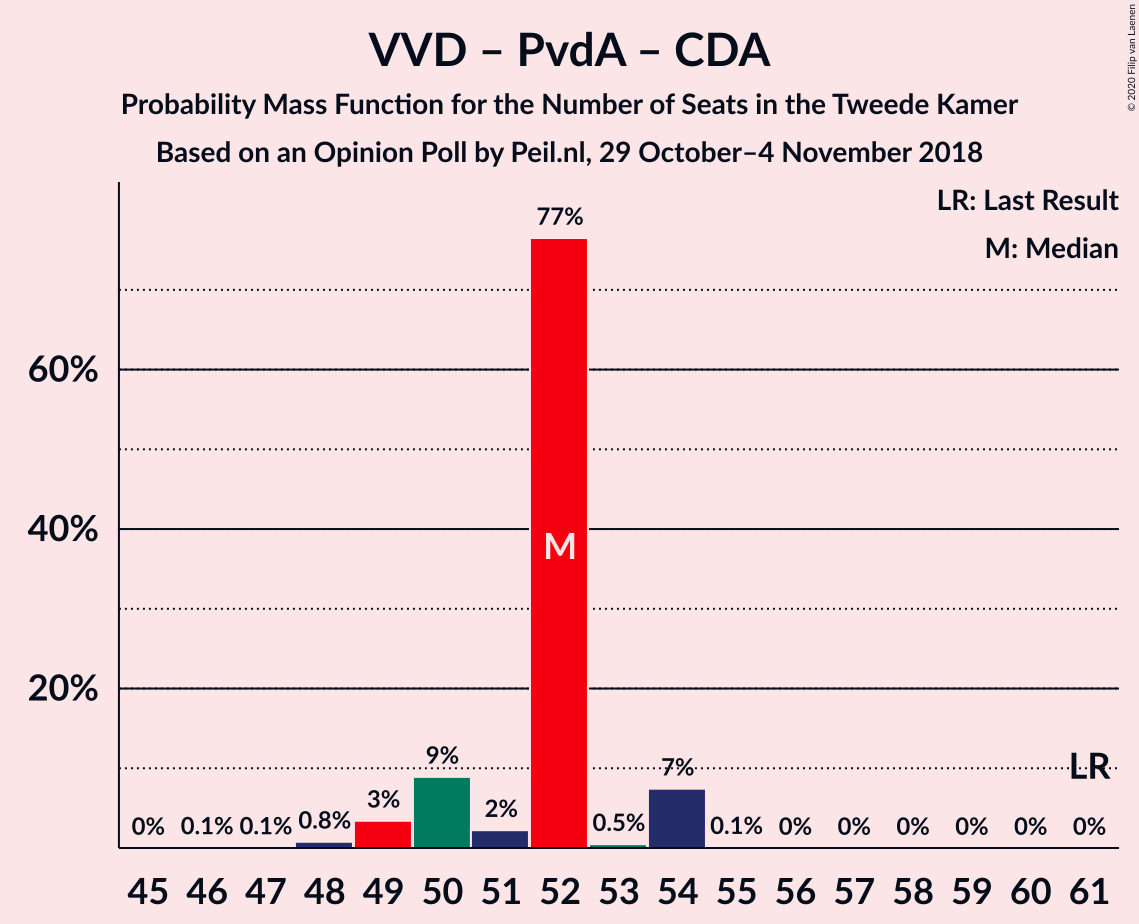 VVD – PvdA – CDA
Probability Mass Function for the Number of Seats in the Tweede Kamer
Based on an Opinion Poll by Peil.nl, 29 October–4 November 2018
© 2020 Filip van Laenen
LR: Last Result
M: Median
60%
40%
20%
0% 0.1% 0.1% 0.8% 3% 9% 2% 77% 0.5% 7% 0.1% 0% 0% 0% 0% 0% 0%
M
LR
45 46 47 48 49 50 51 52 53 54 55 56 57 58 59 60 61